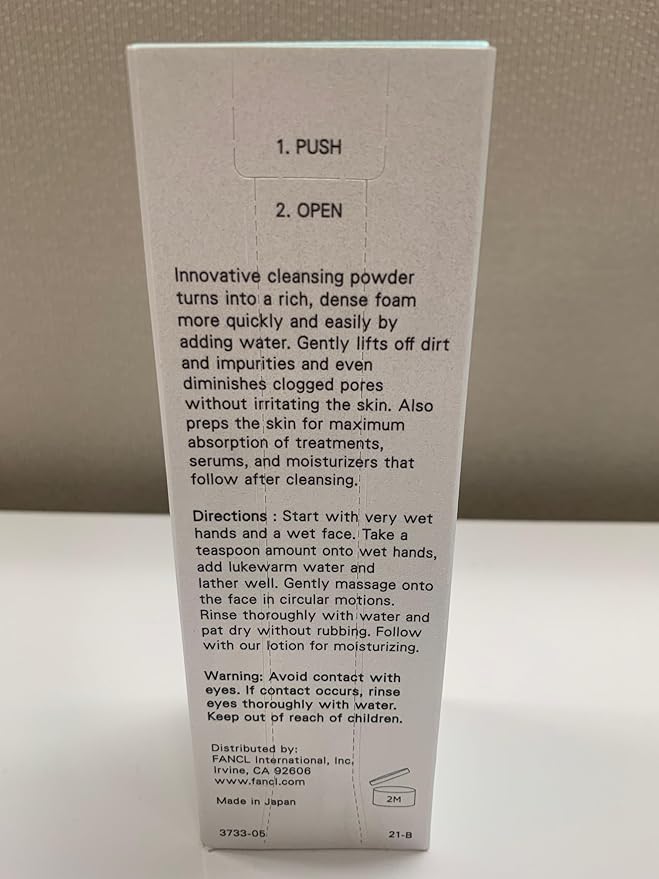 1. PUSH
2. OPEN
Innovative cleansing powder
turns into a rich, dense foam
more quickly and easily by
adding water. Gently lifts off dirt
and impurities and even
diminishes clogged pores
without irritating the skin. Also
preps the skin for maximum
absorption of treatments,
serums, and moisturizers that
follow after cleansing.
Directions : Start with very wet
hands and a wet face. Take a
teaspoon amount onto wet hands,
add lukewarm water and
lather well. Gently massage onto
the face in circular motions.
Rinse thoroughly with water and
pat dry without rubbing. Follow
with our lotion for moisturizing.
Warning: Avoid contact with
eyes. If contact occurs, rinse
eyes thoroughly with water.
Keep out of reach of children.
Distributed by:
FANCL International, Inc.
Irvine, CA 92606
www.fancl.com
Made in Japan
2M
3733-05
21-B